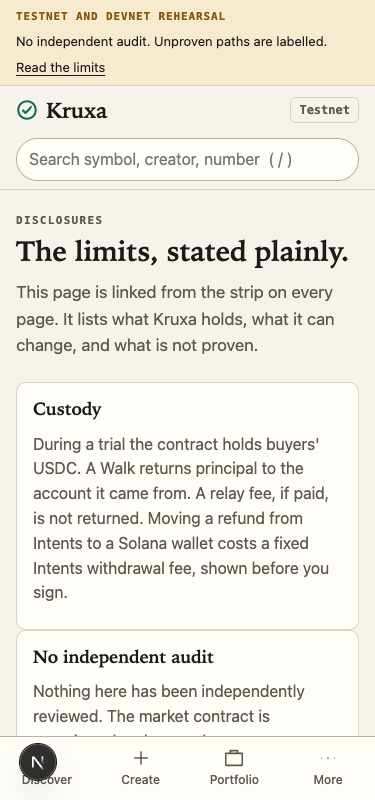 TESTNET AND DEVNET REHEARSAL
No independent audit. Unproven paths are labelled.
Read the limits
Kruxa
Testnet
Search symbol, creator, number ( / )
DISCLOSURES
The limits, stated plainly.
This page is linked from the strip on every
page. It lists what Kruxa holds, what it can
change, and what is not proven.
Custody
During a trial the contract holds buyers'
USDC. A Walk returns principal to the
account it came from. A relay fee, if paid,
is not returned. Moving a refund from
Intents to a Solana wallet costs a fixed
Intents withdrawal fee, shown before you
sign.
No independent audit
Nothing here has been independently
reviewed. The market contract is
N
Discover
Create
Portfolio
More